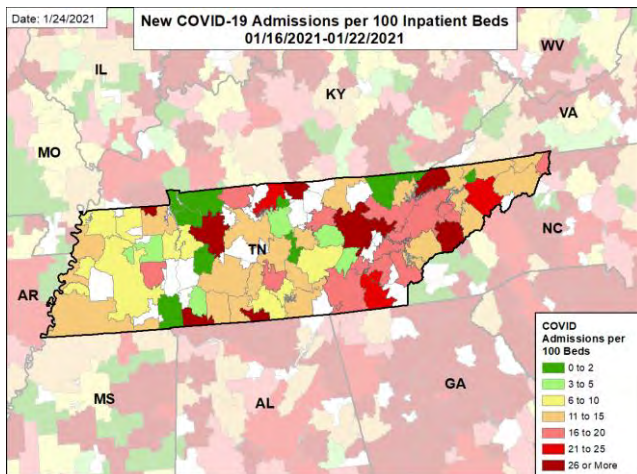 Date: 1/24/2021
New COVID-19 Admissions per 100 Inpatient Beds
01/16/2021-01/22/2021
IL
WV
KY
VA
MO
TN
NC
AR
MS
AL
GA
COVID
Admissions per
100 Beds
0 to 2
3 to 5
6 to 10
11 to 15
16 to 20
21 to 25
26 or More